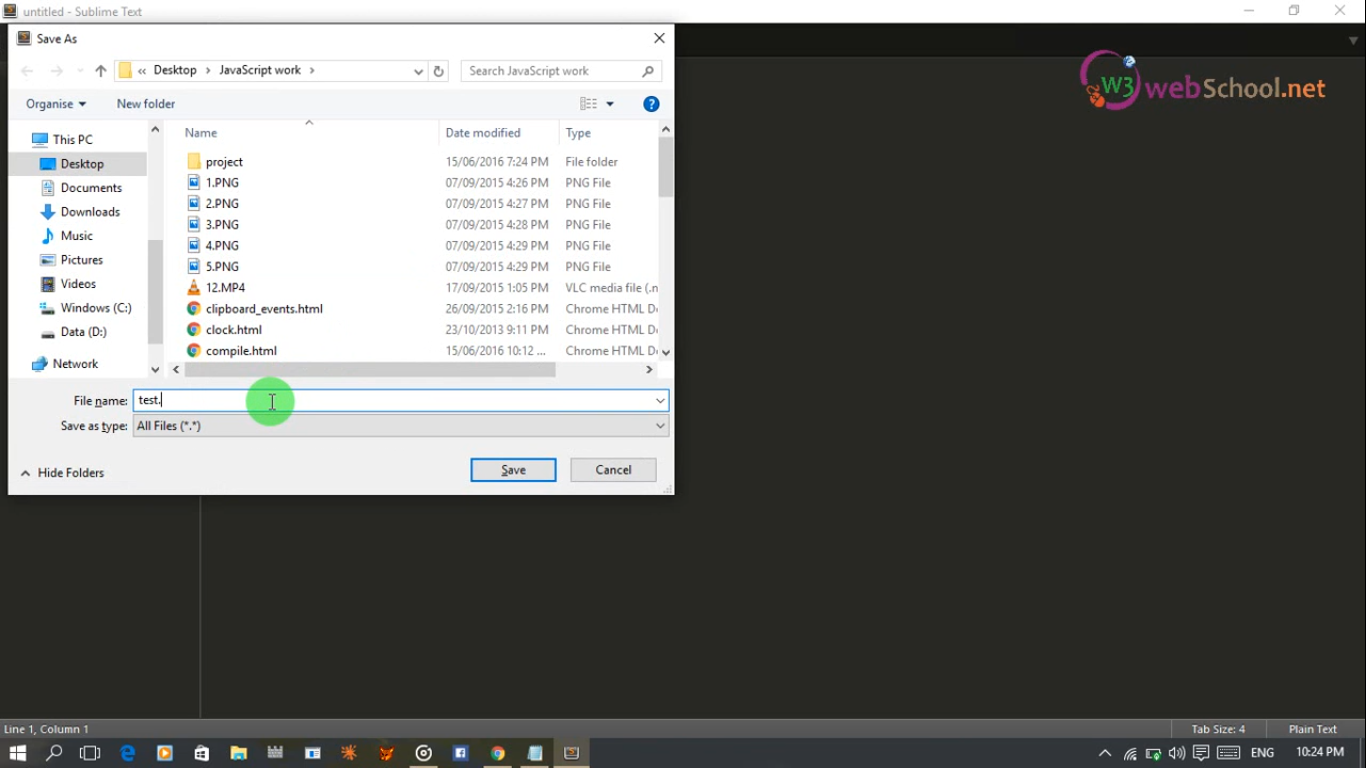 untitled - Sublime Text
Save As
« Desktop › JavaScript work ›
Search JavaScript work
Organise
New folder
?
Name Date modified Type
This PC
Desktop
Documents
Downloads
Music
Pictures
Videos
Windows (C:)
Data (D:)
Network
project 15/06/2016 7:24 PM File folder
1.PNG 07/09/2015 4:26 PM PNG File
2.PNG 07/09/2015 4:27 PM PNG File
3.PNG 07/09/2015 4:28 PM PNG File
4.PNG 07/09/2015 4:29 PM PNG File
5.PNG 07/09/2015 4:29 PM PNG File
12.MP4 17/09/2015 1:05 PM VLC media file (.n
clipboard_events.html 26/09/2015 2:16 PM Chrome HTML Do
clock.html 23/10/2013 9:11 PM Chrome HTML Do
compile.html 15/06/2016 10:12 ... Chrome HTML Do
File name: test.
Save as type: All Files (*.*)
Hide Folders
Save
Cancel
W3 webSchool.net
Line 1, Column 1
Tab Size: 4
Plain Text
ENG
10:24 PM